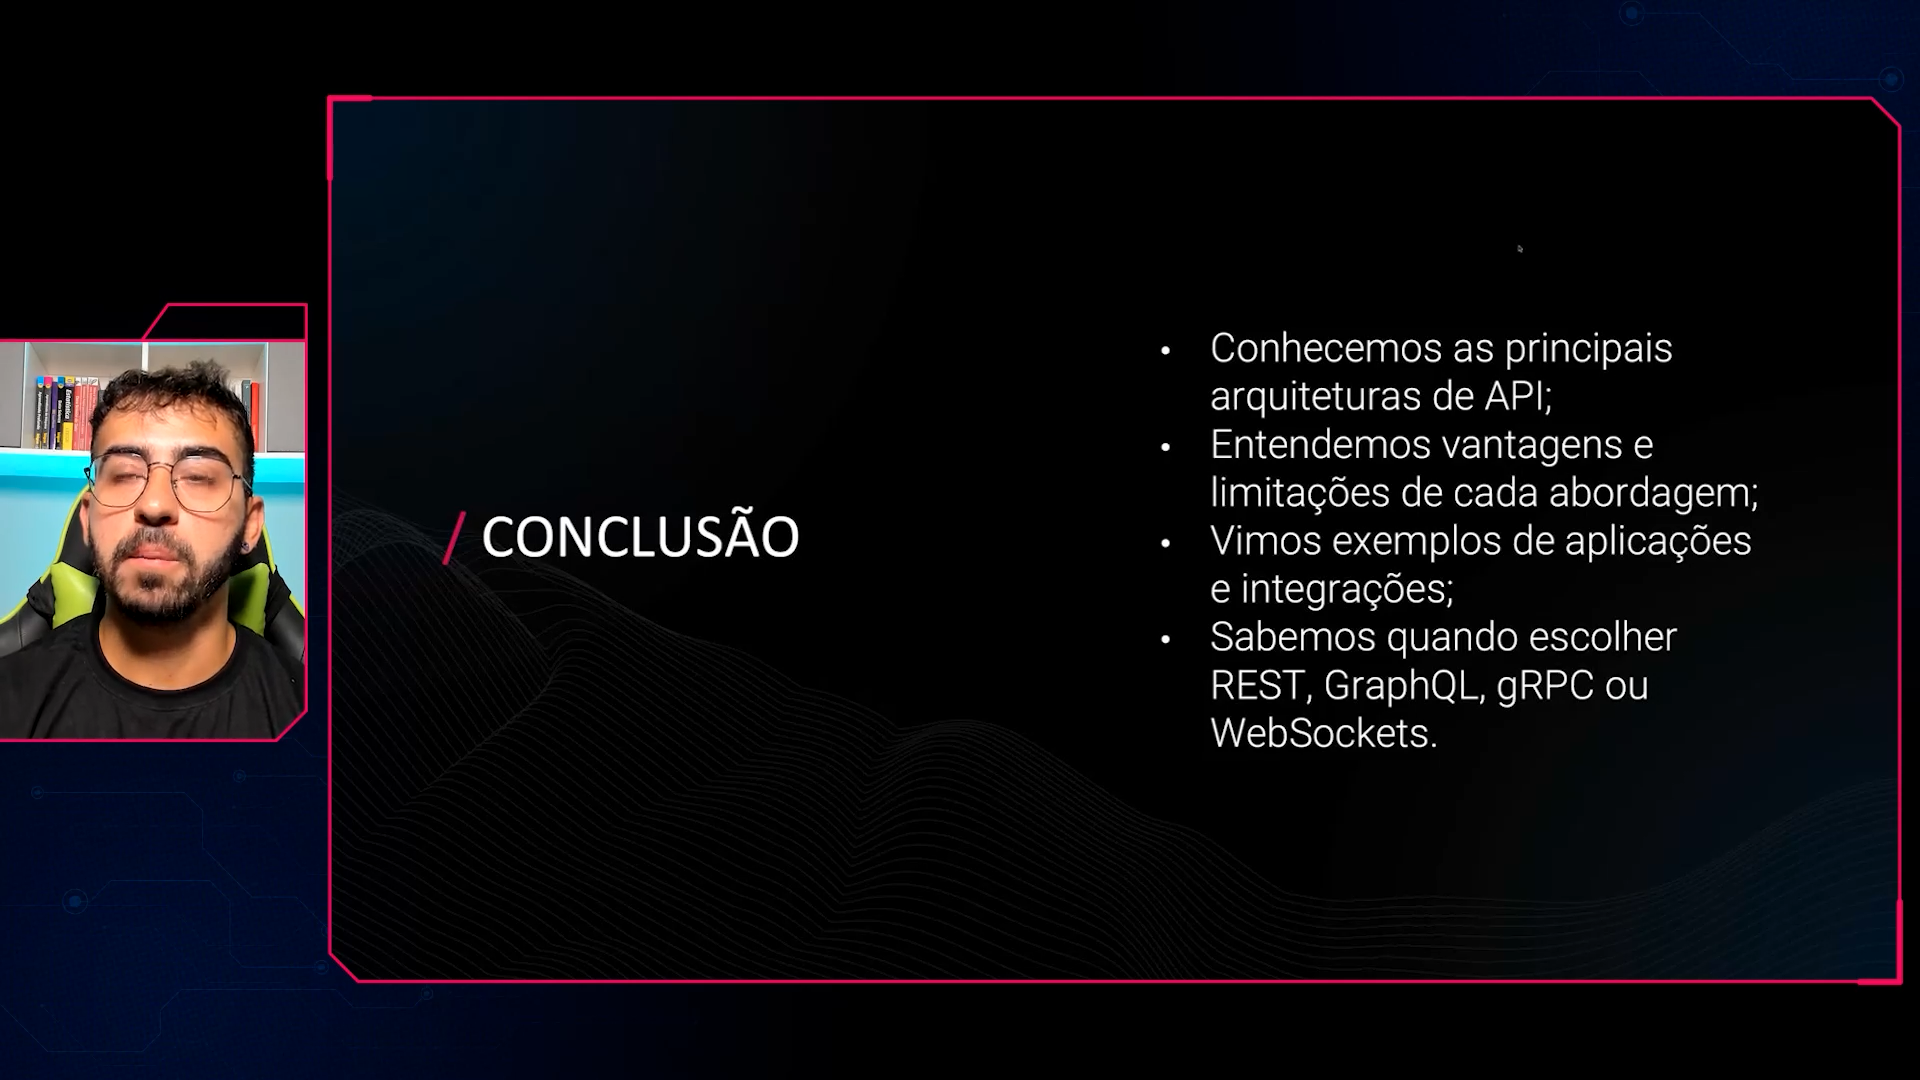 / CONCLUSÃO
• Conhecemos as principais
arquiteturas de API;
• Entendemos vantagens e
limitações de cada abordagem;
• Vimos exemplos de aplicações
e integrações;
• Sabemos quando escolher
REST, GraphQL, gRPC ou
WebSockets.